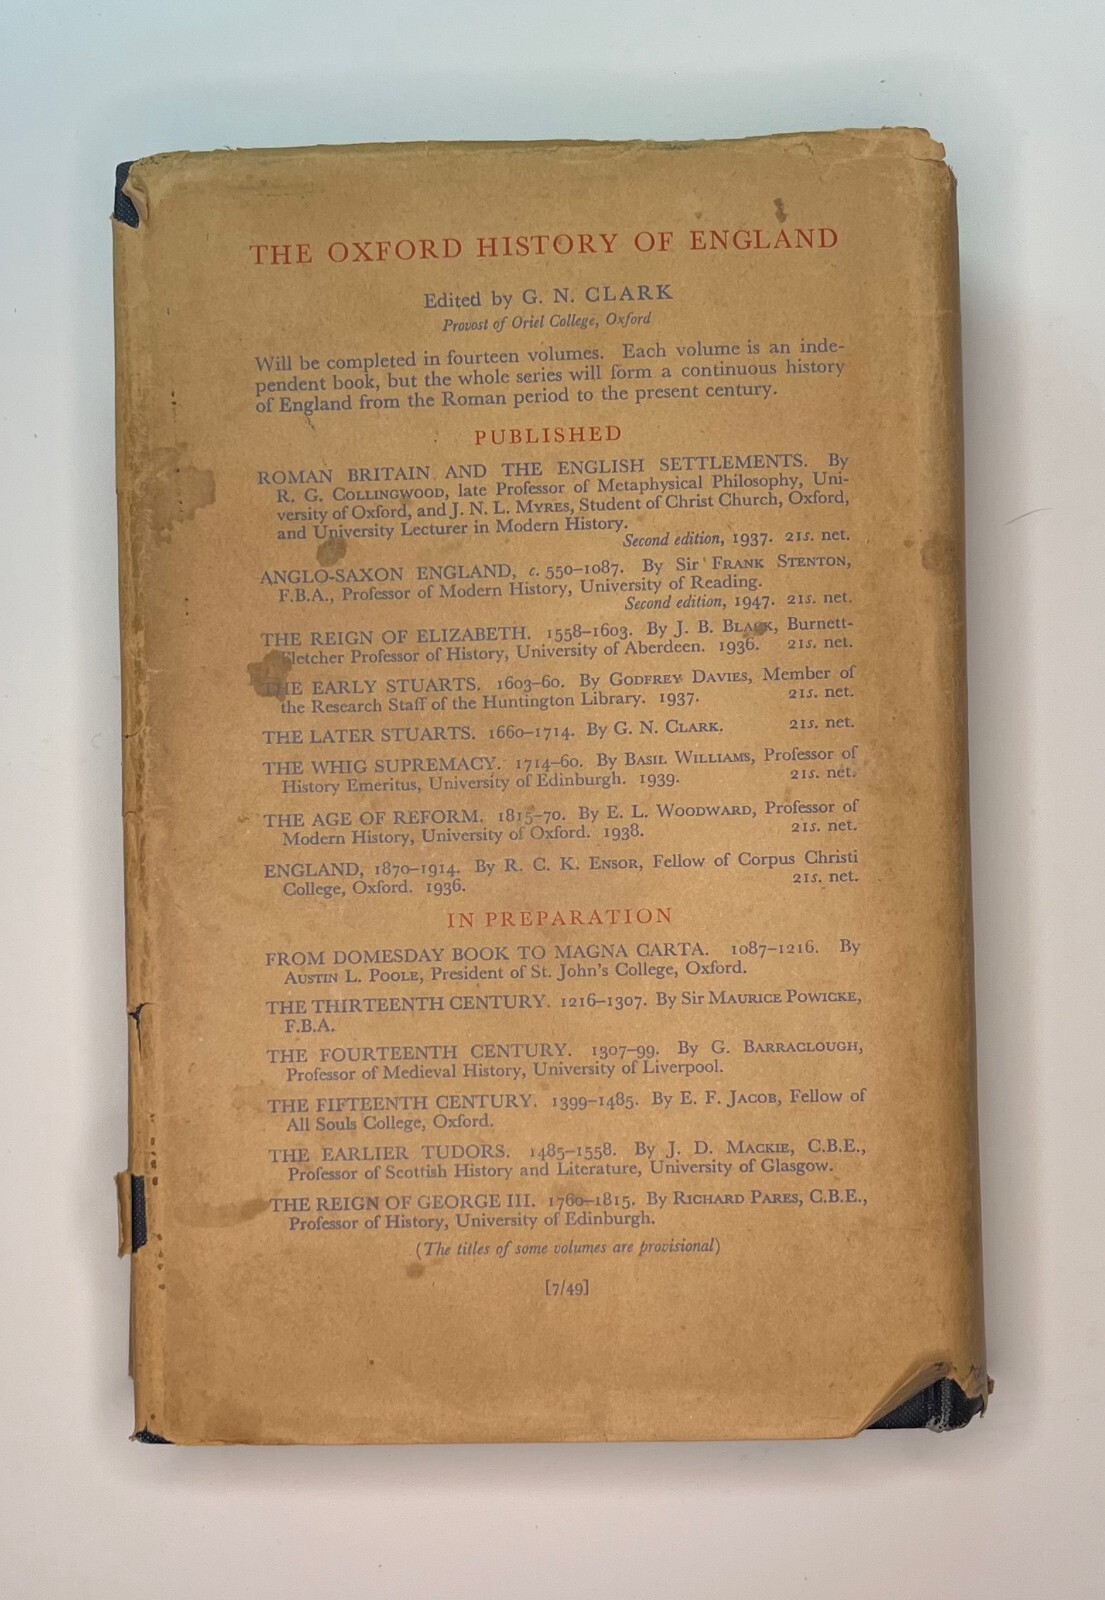 THE OXFORD HISTORY OF ENGLAND
Edited by G. N. CLARK
Provost of Oriel College, Oxford
Will be completed in fourteen volumes. Each volume is an inde-
pendent book, but the whole series will form a continuous history
of England from the Roman period to the present century.
PUBLISHED
ROMAN BRITAIN AND THE ENGLISH SETTLEMENTS. By
R. G. COLLINGWOOD, late Professor of Metaphysical Philosophy, Uni-
versity of Oxford, and J. N. L. MYRES, Student of Christ Church, Oxford,
and University Lecturer in Modern History.
Second edition, 1937. 21s. net.
ANGLO-SAXON ENGLAND, c. 550–1087. By Sir FRANK STENTON,
F.B.A., Professor of Modern History, University of Reading.
Second edition, 1947. 21s. net.
THE REIGN OF ELIZABETH. 1558–1603. By J. B. BLACK, Burnett-
Fletcher Professor of History, University of Aberdeen. 1936. 21s. net.
THE EARLY STUARTS. 1603–60. By GODFREY DAVIES, Member of
the Research Staff of the Huntington Library. 1937. 21s. net.
THE LATER STUARTS. 1660–1714. By G. N. CLARK. 21s. net.
THE WHIG SUPREMACY. 1714–60. By BASIL WILLIAMS, Professor of
History Emeritus, University of Edinburgh. 1939. 21s. net.
THE AGE OF REFORM. 1815–70. By E. L. WOODWARD, Professor of
Modern History, University of Oxford. 1938. 21s. net.
ENGLAND, 1870–1914. By R. C. K. ENSOR, Fellow of Corpus Christi
College, Oxford. 1936. 21s. net.
IN PREPARATION
FROM DOMESDAY BOOK TO MAGNA CARTA. 1087–1216. By
AUSTIN L. POOLE, President of St. John's College, Oxford.
THE THIRTEENTH CENTURY. 1216–1307. By Sir MAURICE POWICKE,
F.B.A.
THE FOURTEENTH CENTURY. 1307–99. By G. BARRACLOUGH,
Professor of Medieval History, University of Liverpool.
THE FIFTEENTH CENTURY. 1399–1485. By E. F. JACOB, Fellow of
All Souls College, Oxford.
THE EARLIER TUDORS. 1485–1558. By J. D. MACKIE, C.B.E.,
Professor of Scottish History and Literature, University of Glasgow.
THE REIGN OF GEORGE III. 1760–1815. By RICHARD PARES, C.B.E.,
Professor of History, University of Edinburgh.
(The titles of some volumes are provisional)
[7/49]